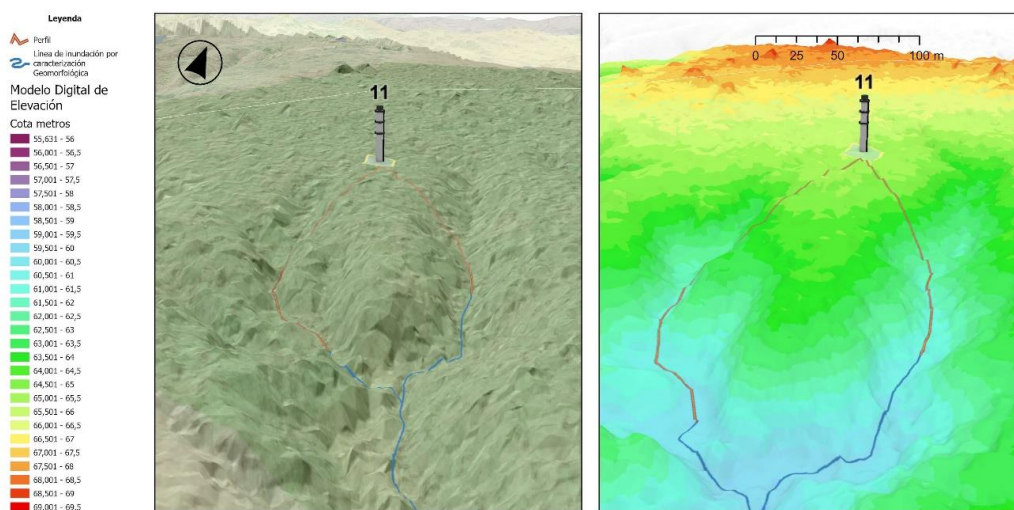 Leyenda
Perfil
Línea de inundación por
caracterización
Geomorfológica
Modelo Digital de
Elevación
Cota metros
55,631 - 56
56,001 - 56,5
56,501 - 57
57,001 - 57,5
57,501 - 58
58,001 - 58,5
58,501 - 59
59,001 - 59,5
59,501 - 60
60,001 - 60,5
60,501 - 61
61,001 - 61,5
61,501 - 62
62,001 - 62,5
62,501 - 63
63,001 - 63,5
63,501 - 64
64,001 - 64,5
64,501 - 65
65,001 - 65,5
65,501 - 66
66,001 - 66,5
66,501 - 67
67,001 - 67,5
67,501 - 68
68,001 - 68,5
68,501 - 69
69,001 - 69,5
11
0 25 50 100 m
11